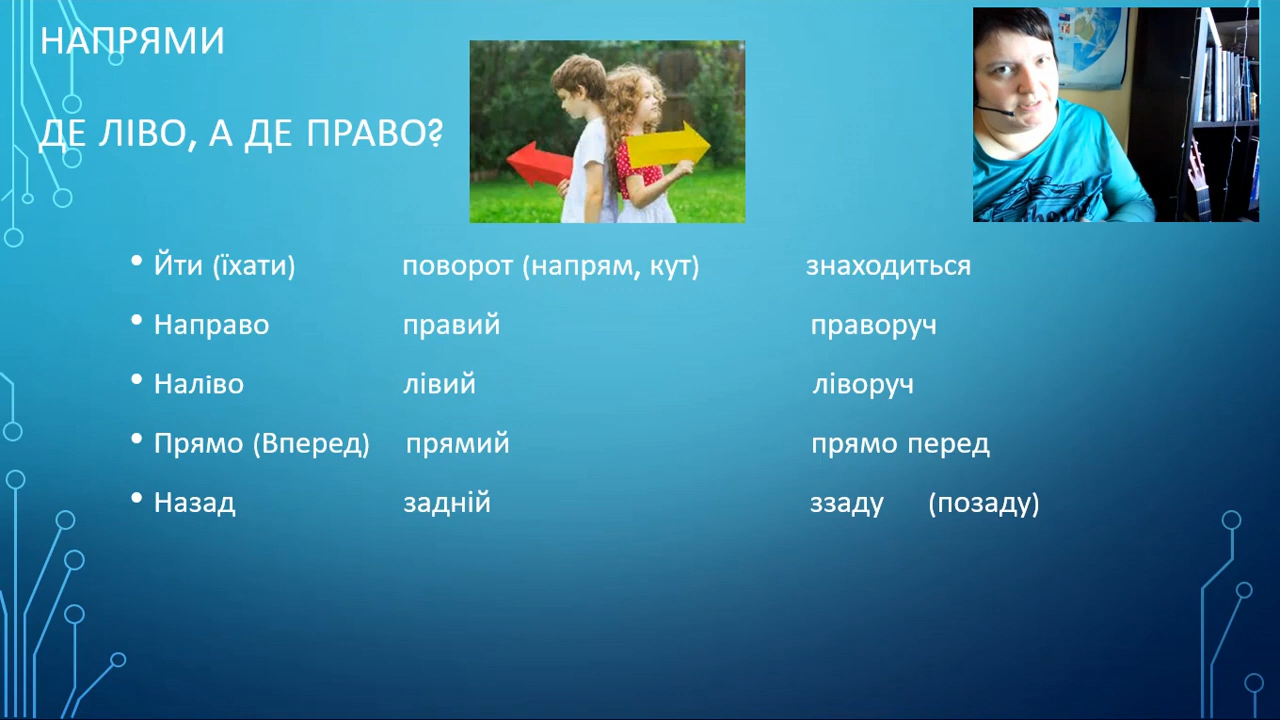 НАПРЯМИ
ДЕ ЛІВО, А ДЕ ПРАВО?
• Йти (їхати) поворот (напрям, кут) знаходиться
• Направо правий праворуч
• Наліво лівий ліворуч
• Прямо (Вперед) прямий прямо перед
• Назад задній ззаду (позаду)